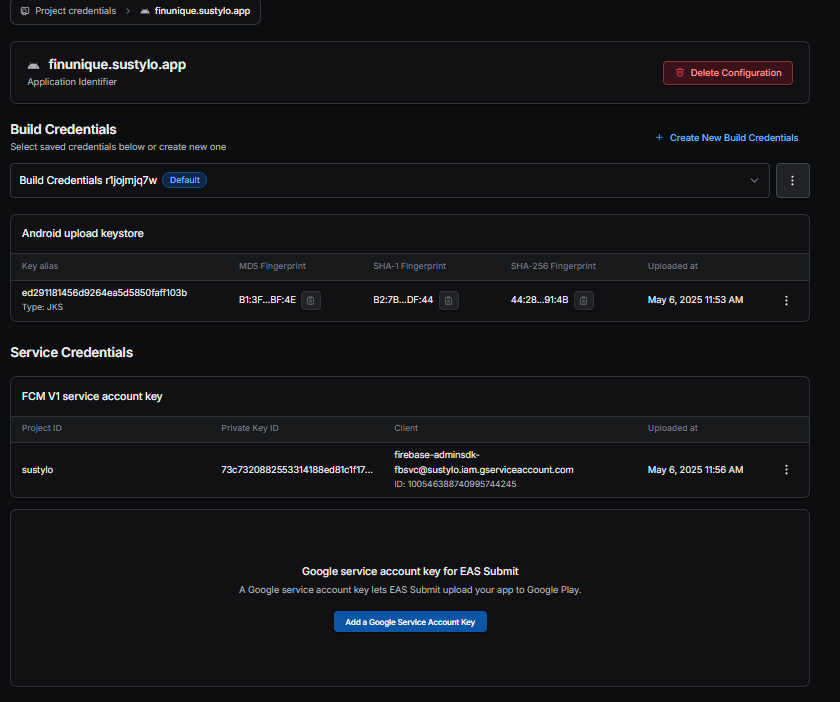 Project credentials > finunique.sustylo.app
finunique.sustylo.app
Application Identifier
Delete Configuration
Build Credentials
Select saved credentials below or create new one
+ Create New Build Credentials
Build Credentials r1jojmjq7w Default
Android upload keystore
Key alias MD5 Fingerprint SHA-1 Fingerprint SHA-256 Fingerprint Uploaded at
ed291181456d9264ea5d5850faff103b
Type: JKS
B1:3F...BF:4E B2:7B...DF:44 44:28...91:4B May 6, 2025 11:53 AM
Service Credentials
FCM V1 service account key
Project ID Private Key ID Client Uploaded at
sustylo 73c7320882553314188ed81c1f17... firebase-adminsdk-
fbsvc@sustylo.iam.gserviceaccount.com
ID: 100546388740995744245
May 6, 2025 11:56 AM
Google service account key for EAS Submit
A Google service account key lets EAS Submit upload your app to Google Play.
Add a Google Service Account Key